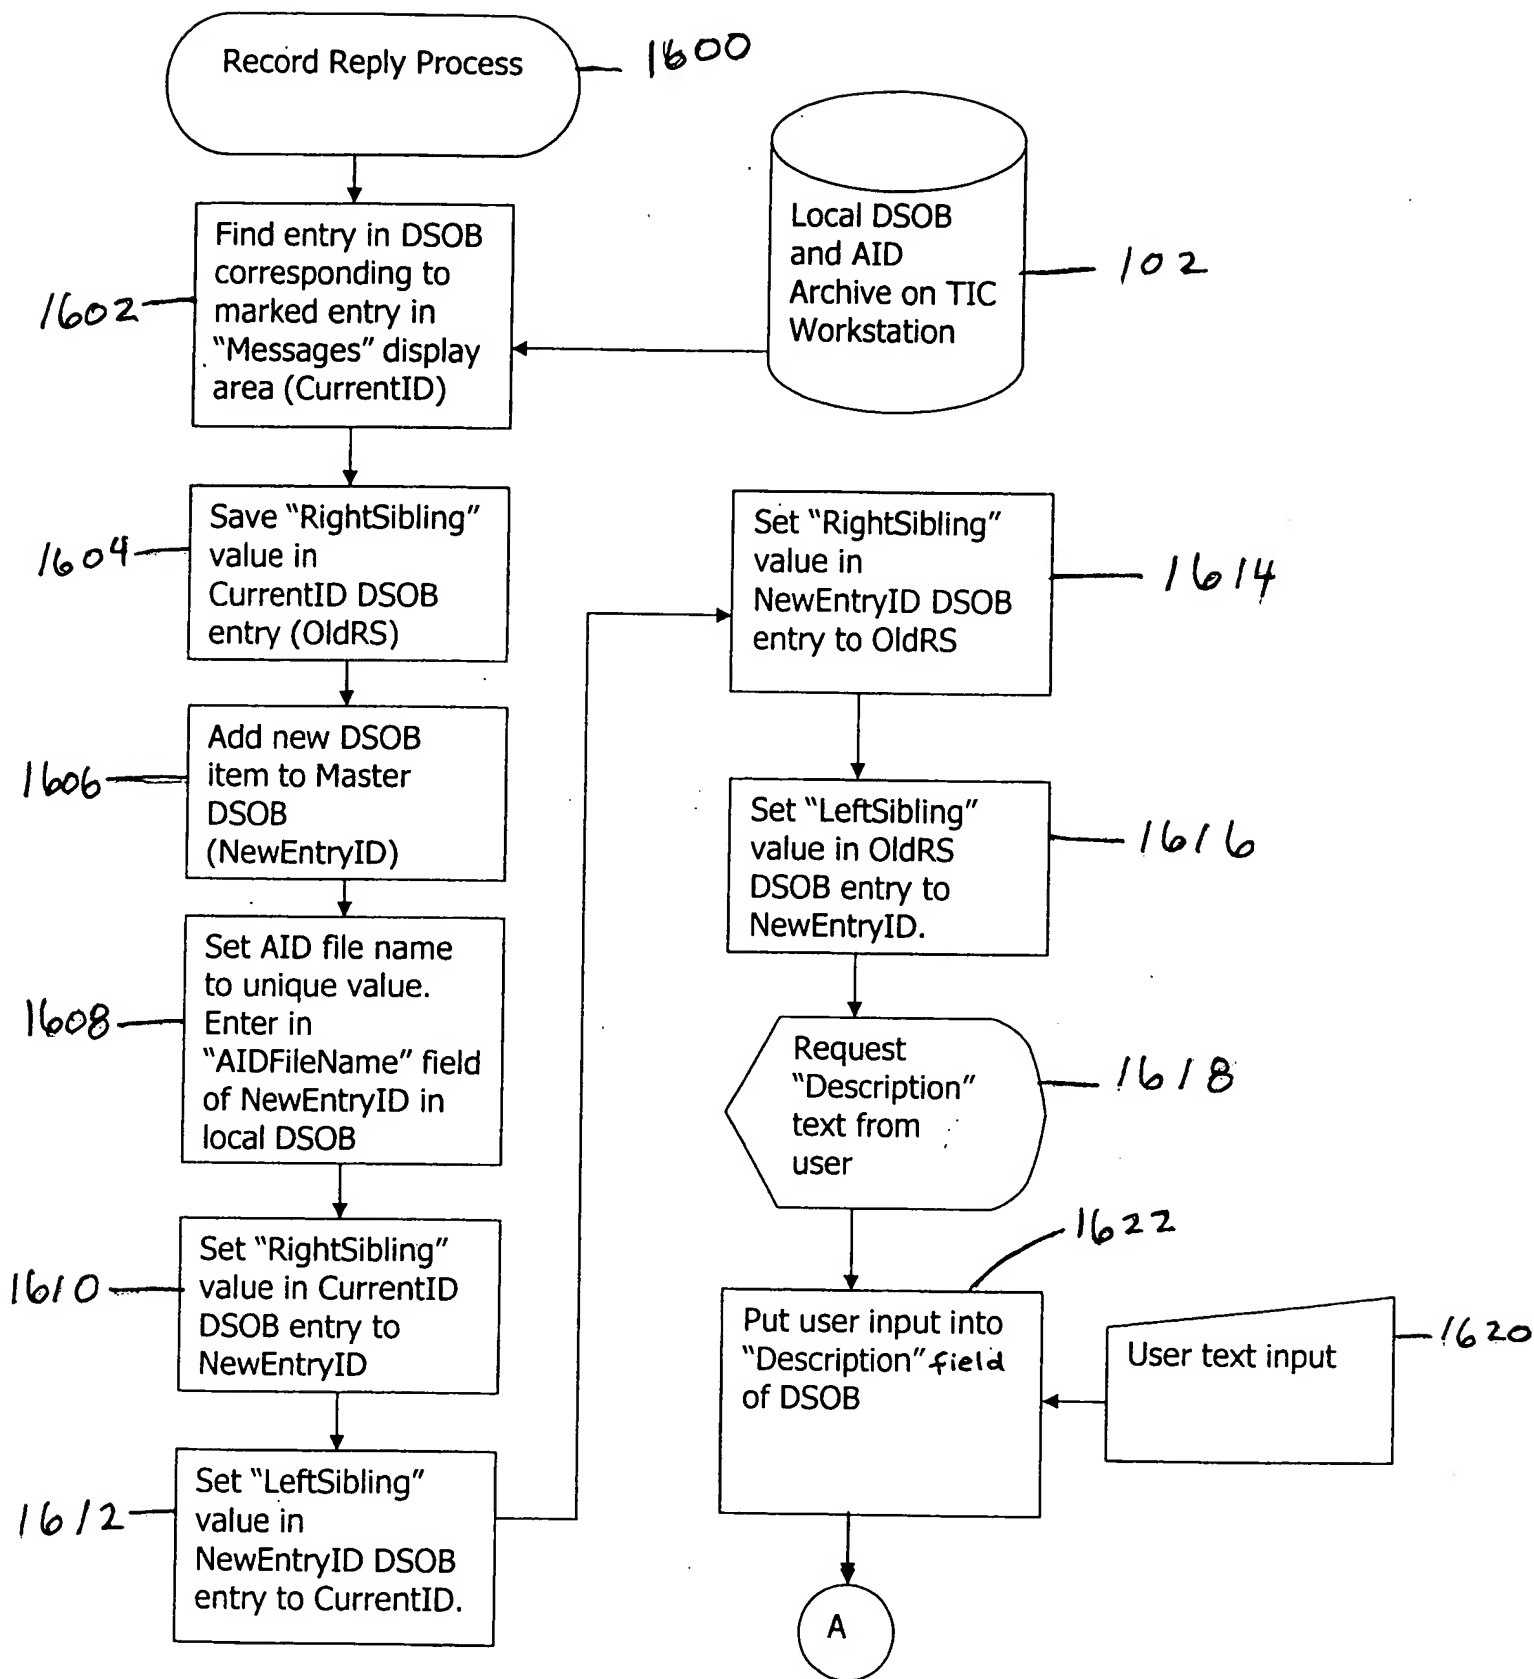 Record Reply Process
1600
Local DSOB
and AID
Archive on TIC
Workstation
102
Find entry in DSOB
corresponding to
marked entry in
“Messages” display
area (CurrentID)
1602
Save “RightSibling”
value in
CurrentID DSOB
entry (OldRS)
1604
Add new DSOB
item to Master
DSOB
(NewEntryID)
1606
Set AID file name
to unique value.
Enter in
“AIDFileName” field
of NewEntryID in
local DSOB
1608
Set “RightSibling”
value in CurrentID
DSOB entry to
NewEntryID
1610
Set “LeftSibling”
value in
NewEntryID DSOB
entry to CurrentID.
1612
Set “RightSibling”
value in
NewEntryID DSOB
entry to OldRS
1614
Set “LeftSibling”
value in OldRS
DSOB entry to
NewEntryID.
1616
Request
“Description”
text from
user
1618
1622
Put user input into
“Description” field
of DSOB
User text input
1620
A